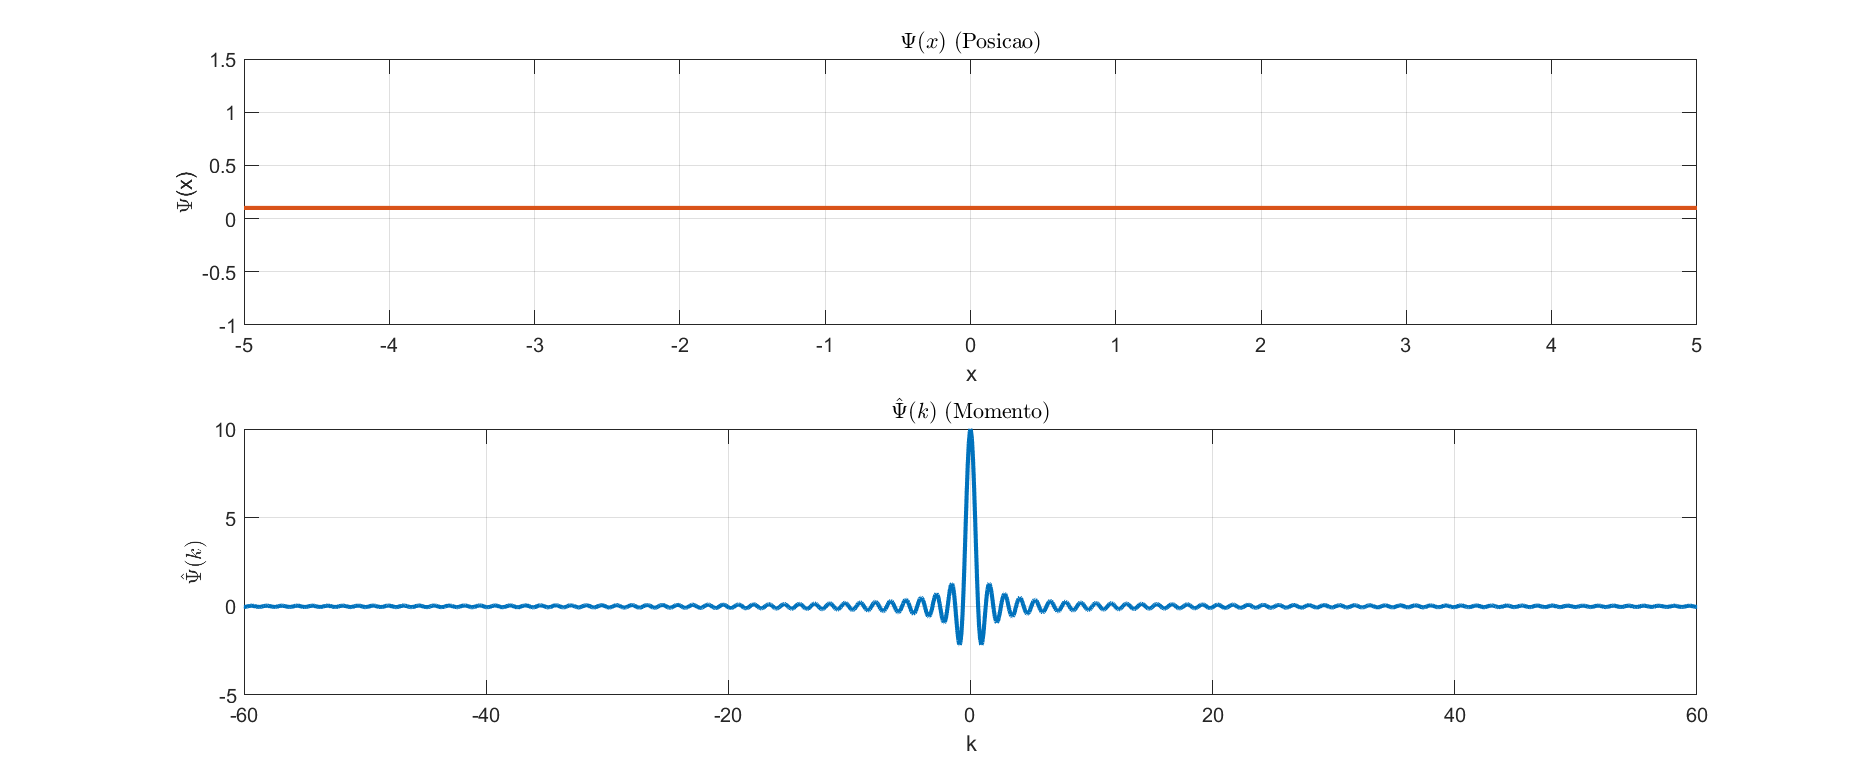 Ψ(x) (Posicao)
1.5
1
0.5
0
-0.5
-1
Ψ(x)
-5 -4 -3 -2 -1 0 1 2 3 4 5
x
Ψ̂(k) (Momento)
10
5
0
-5
Ψ̂(k)
-60 -40 -20 0 20 40 60
k